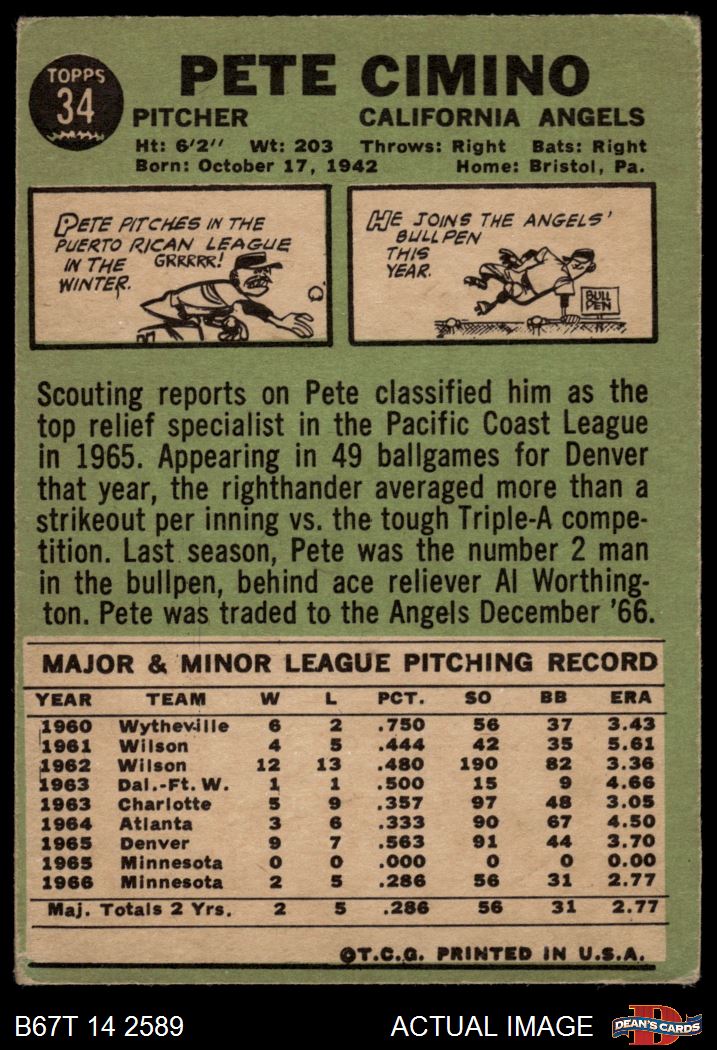 TOPPS
34
PETE CIMINO
PITCHER CALIFORNIA ANGELS
Ht: 6'2'' Wt: 203 Throws: Right Bats: Right
Born: October 17, 1942 Home: Bristol, Pa.
PETE PITCHES IN THE
PUERTO RICAN LEAGUE
IN THE GRRRRR!
WINTER.
HE JOINS THE ANGELS'
BULLPEN
THIS
YEAR.
BULL
PEN
Scouting reports on Pete classified him as the
top relief specialist in the Pacific Coast League
in 1965. Appearing in 49 ballgames for Denver
that year, the righthander averaged more than a
strikeout per inning vs. the tough Triple-A compe-
tition. Last season, Pete was the number 2 man
in the bullpen, behind ace reliever Al Worthing-
ton. Pete was traded to the Angels December '66.
MAJOR & MINOR LEAGUE PITCHING RECORD
YEAR TEAM W L PCT. SO BB ERA
1960 Wytheville 6 2 .750 56 37 3.43
1961 Wilson 4 5 .444 42 35 5.61
1962 Wilson 12 13 .480 190 82 3.36
1963 Dal.-Ft. W. 1 1 .500 15 9 4.66
1963 Charlotte 5 9 .357 97 48 3.05
1964 Atlanta 3 6 .333 90 67 4.50
1965 Denver 9 7 .563 91 44 3.70
1965 Minnesota 0 0 .000 0 0 0.00
1966 Minnesota 2 5 .286 56 31 2.77
Maj. Totals 2 Yrs. 2 5 .286 56 31 2.77
©T.C.G. PRINTED IN U.S.A.
B67T 14 2589 ACTUAL IMAGE DEAN'S CARDS